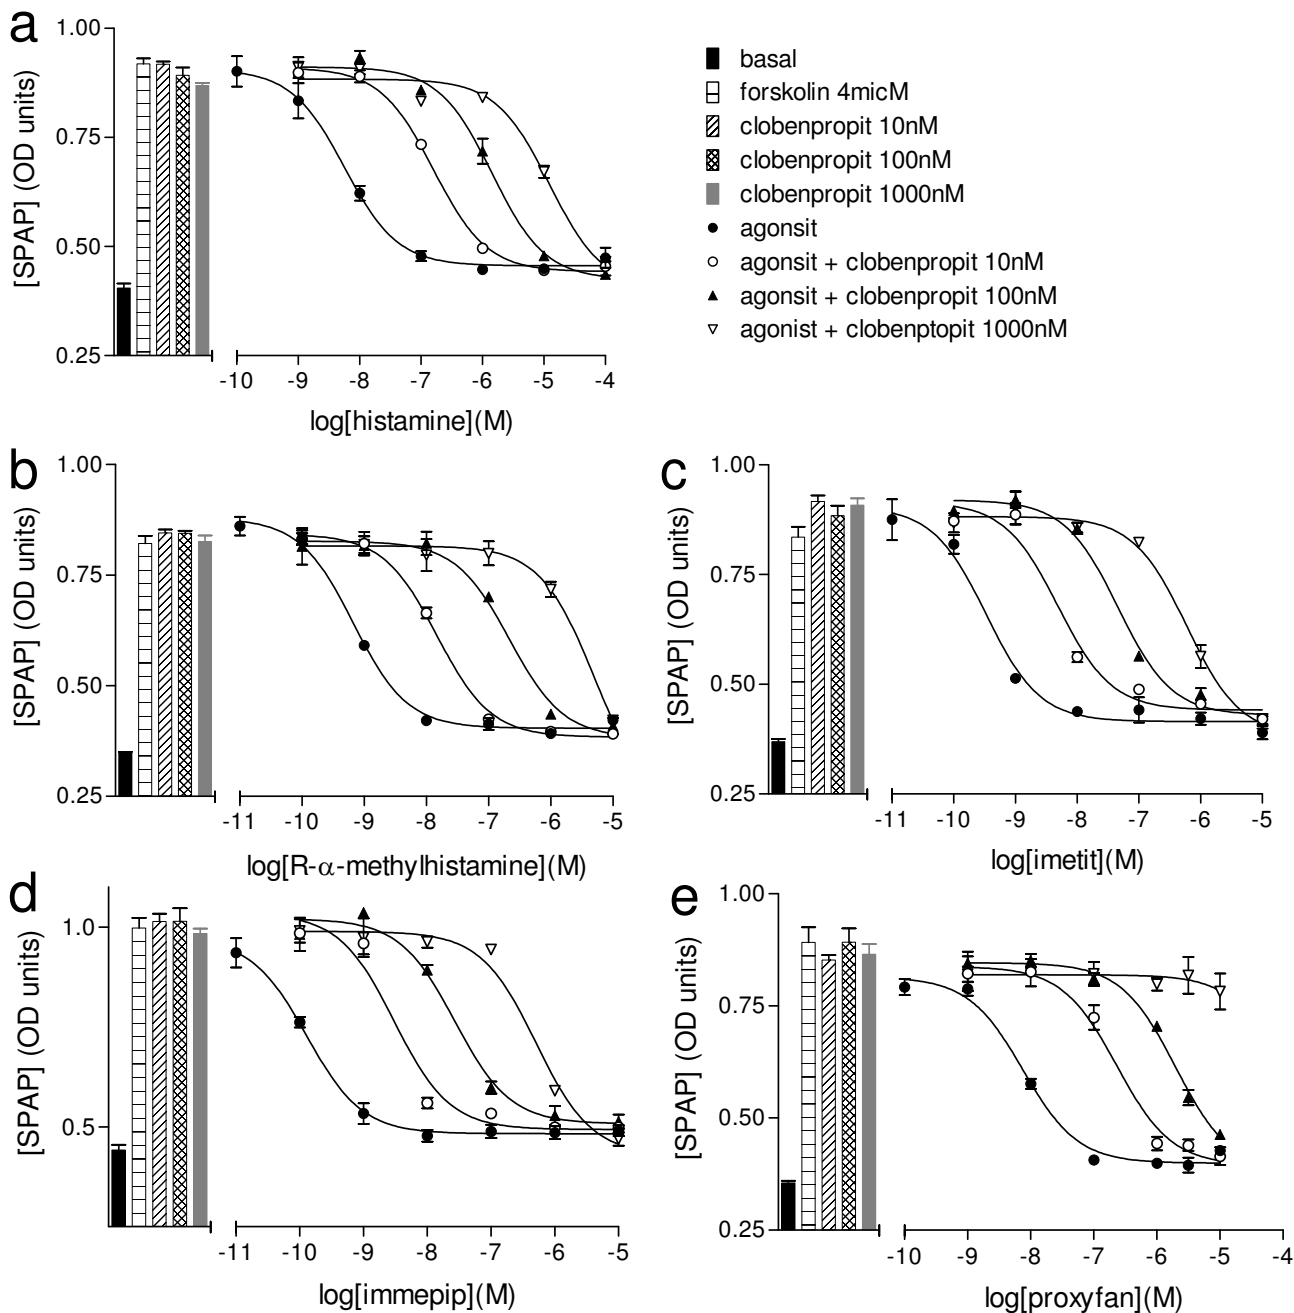 a
1.00
0.75
0.50
0.25
[SPAP] (OD units)
-10 -9 -8 -7 -6 -5 -4
log[histamine](M)
basal
forskolin 4micM
clobenpropit 10nM
clobenpropit 100nM
clobenpropit 1000nM
agonsit
agonsit + clobenpropit 10nM
agonsit + clobenpropit 100nM
agonist + clobenptopit 1000nM
b
1.00
0.75
0.50
0.25
[SPAP] (OD units)
-11 -10 -9 -8 -7 -6 -5
log[R-α-methylhistamine](M)
c
1.00
0.75
0.50
0.25
[SPAP] (OD units)
-11 -10 -9 -8 -7 -6 -5
log[imetit](M)
d
1.0
0.5
[SPAP] (OD units)
-11 -10 -9 -8 -7 -6 -5
log[immepip](M)
e
1.00
0.75
0.50
0.25
[SPAP] (OD units)
-10 -9 -8 -7 -6 -5 -4
log[proxyfan](M)